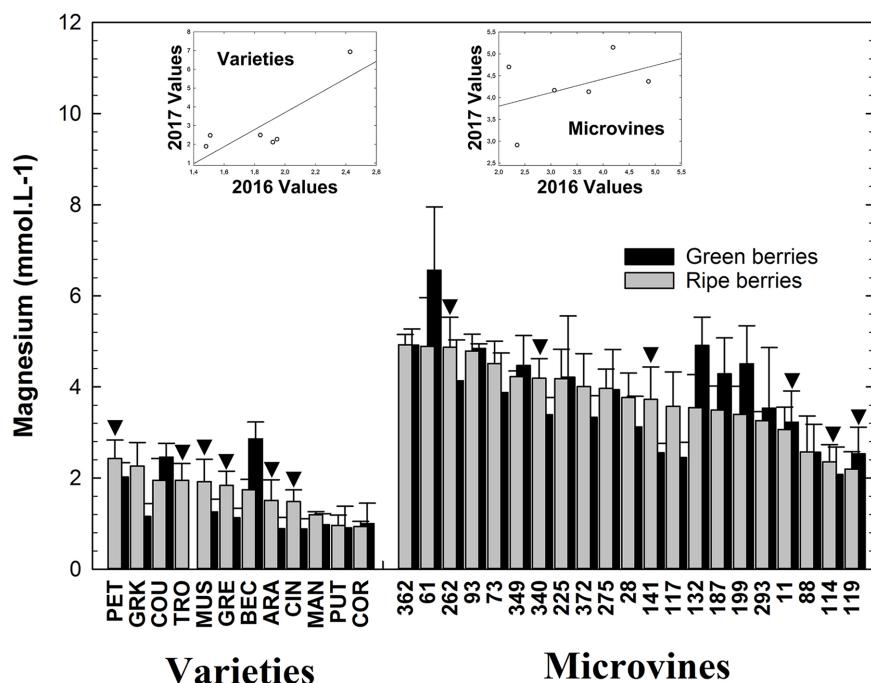 12
10
8
6
4
2
0
Magnesium (mmol.L-1)
8
7
6
5
4
3
2
1
2017 Values
Varieties
1,4 1,6 1,8 2,0 2,2 2,4 2,6
2016 Values
5,5
5,0
4,5
4,0
3,5
3,0
2,5
2017 Values
Microvines
2,0 2,5 3,0 3,5 4,0 4,5 5,0 5,5
2016 Values
Green berries
Ripe berries
PET GRK COU TRO MUS GRE BEC ARA CIN MAN PUT COR
362 61 262 93 73 349 340 225 372 275 28 141 117 132 187 199 293 11 88 114 119
Varieties
Microvines